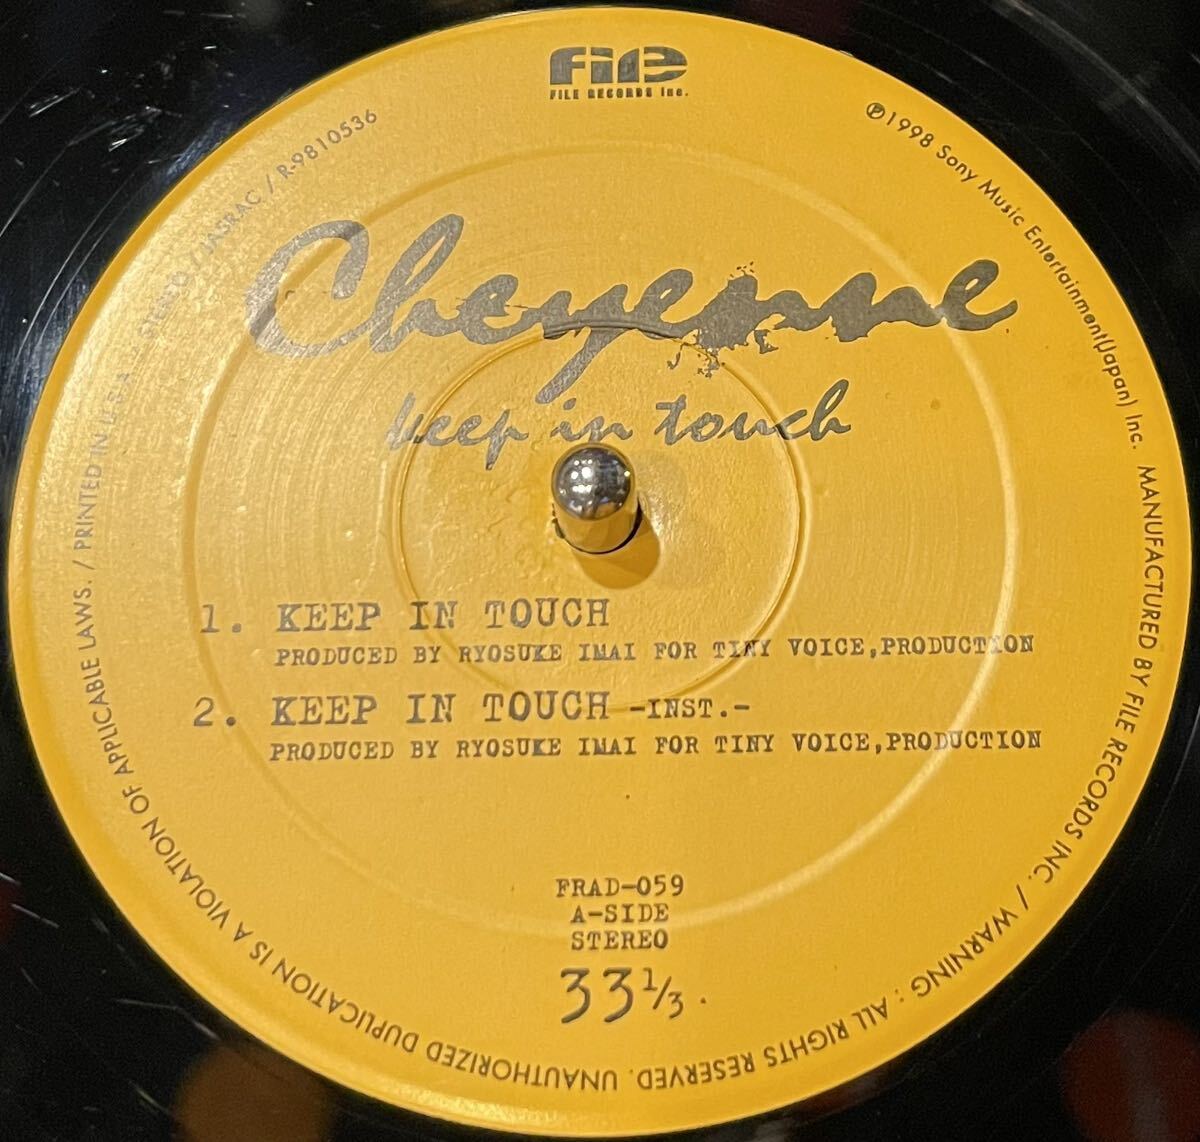 File
FILE RECORDS Inc.
Cheyenne
keep in touch
1. KEEP IN TOUCH
PRODUCED BY RYOSUKE IMAI FOR TINY VOICE,PRODUCTION
2. KEEP IN TOUCH -INST.-
PRODUCED BY RYOSUKE IMAI FOR TINY VOICE,PRODUCTION
FRAD-059
A-SIDE
STEREO
33 1/3 .
℗1998 Sony Music Entertainment(Japan) Inc. MANUFACTURED BY FILE RECORDS INC. / WARNING : ALL RIGHTS RESERVED. UNAUTHORIZED DUPLICATION IS A VIOLATION OF APPLICABLE LAWS. / PRINTED IN U.S.A. / STEREO / JASRAC / R-9810536